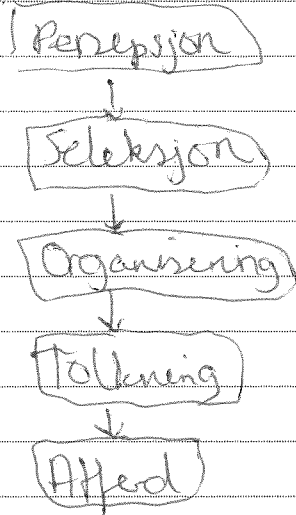 Persepsjon
Seleksjon
Organisering
Tolkning
Atferd